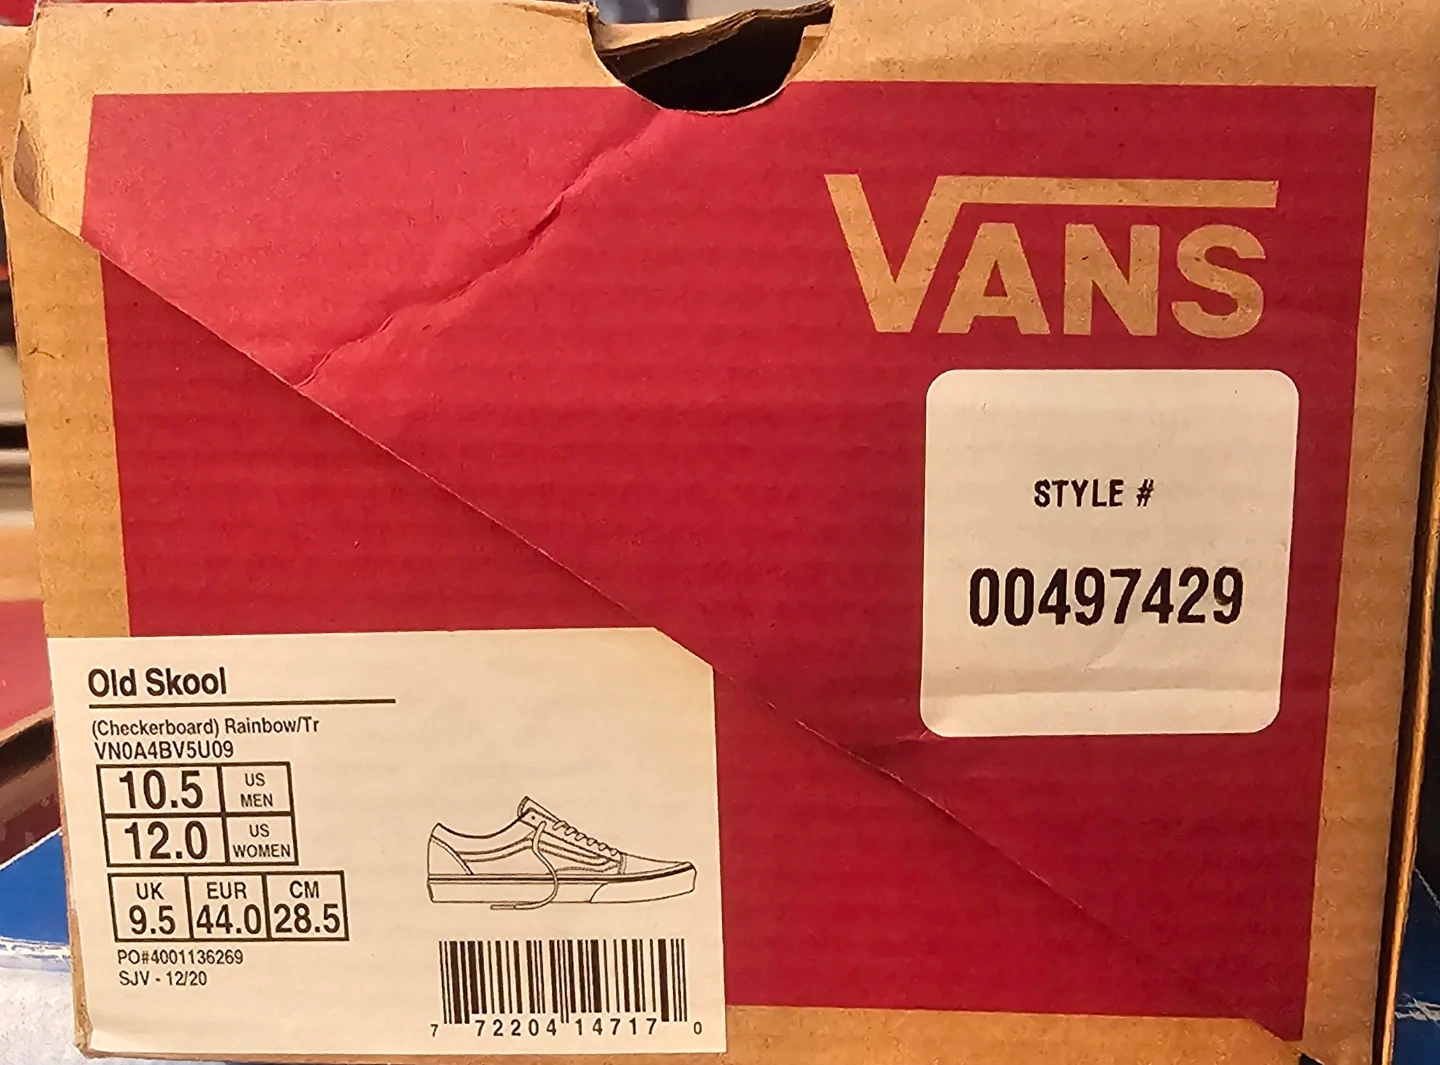 VANS
STYLE #
00497429
Old Skool
(Checkerboard) Rainbow/Tr
VN0A4BV5U09
10.5 US MEN
12.0 US WOMEN
UK EUR CM
9.5 44.0 28.5
PO#4001136269
SJV - 12/20
7 72204 14717 0